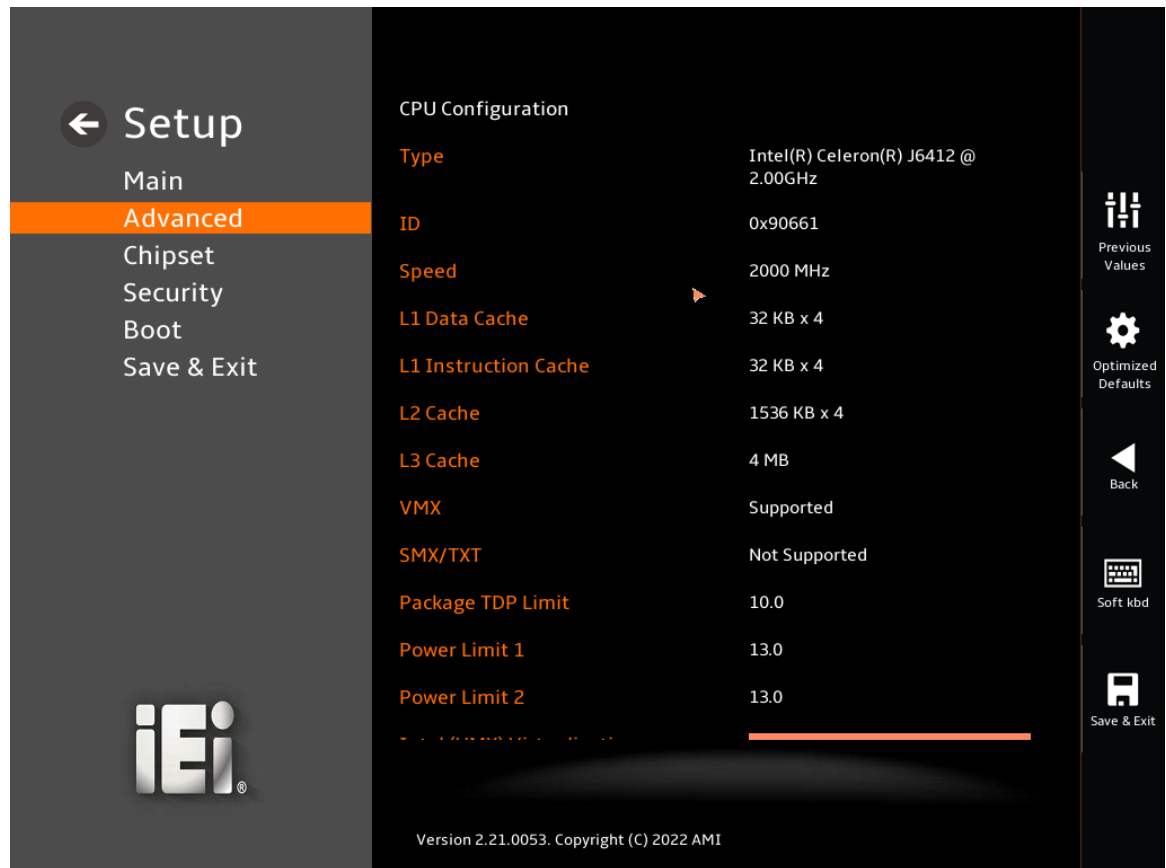 Setup
Main
Advanced
Chipset
Security
Boot
Save & Exit
iEi®
CPU Configuration
Type Intel(R) Celeron(R) J6412 @
2.00GHz
ID 0x90661
Speed 2000 MHz
L1 Data Cache 32 KB x 4
L1 Instruction Cache 32 KB x 4
L2 Cache 1536 KB x 4
L3 Cache 4 MB
VMX Supported
SMX/TXT Not Supported
Package TDP Limit 10.0
Power Limit 1 13.0
Power Limit 2 13.0
Version 2.21.0053. Copyright (C) 2022 AMI
Previous
Values
Optimized
Defaults
Back
Soft kbd
Save & Exit